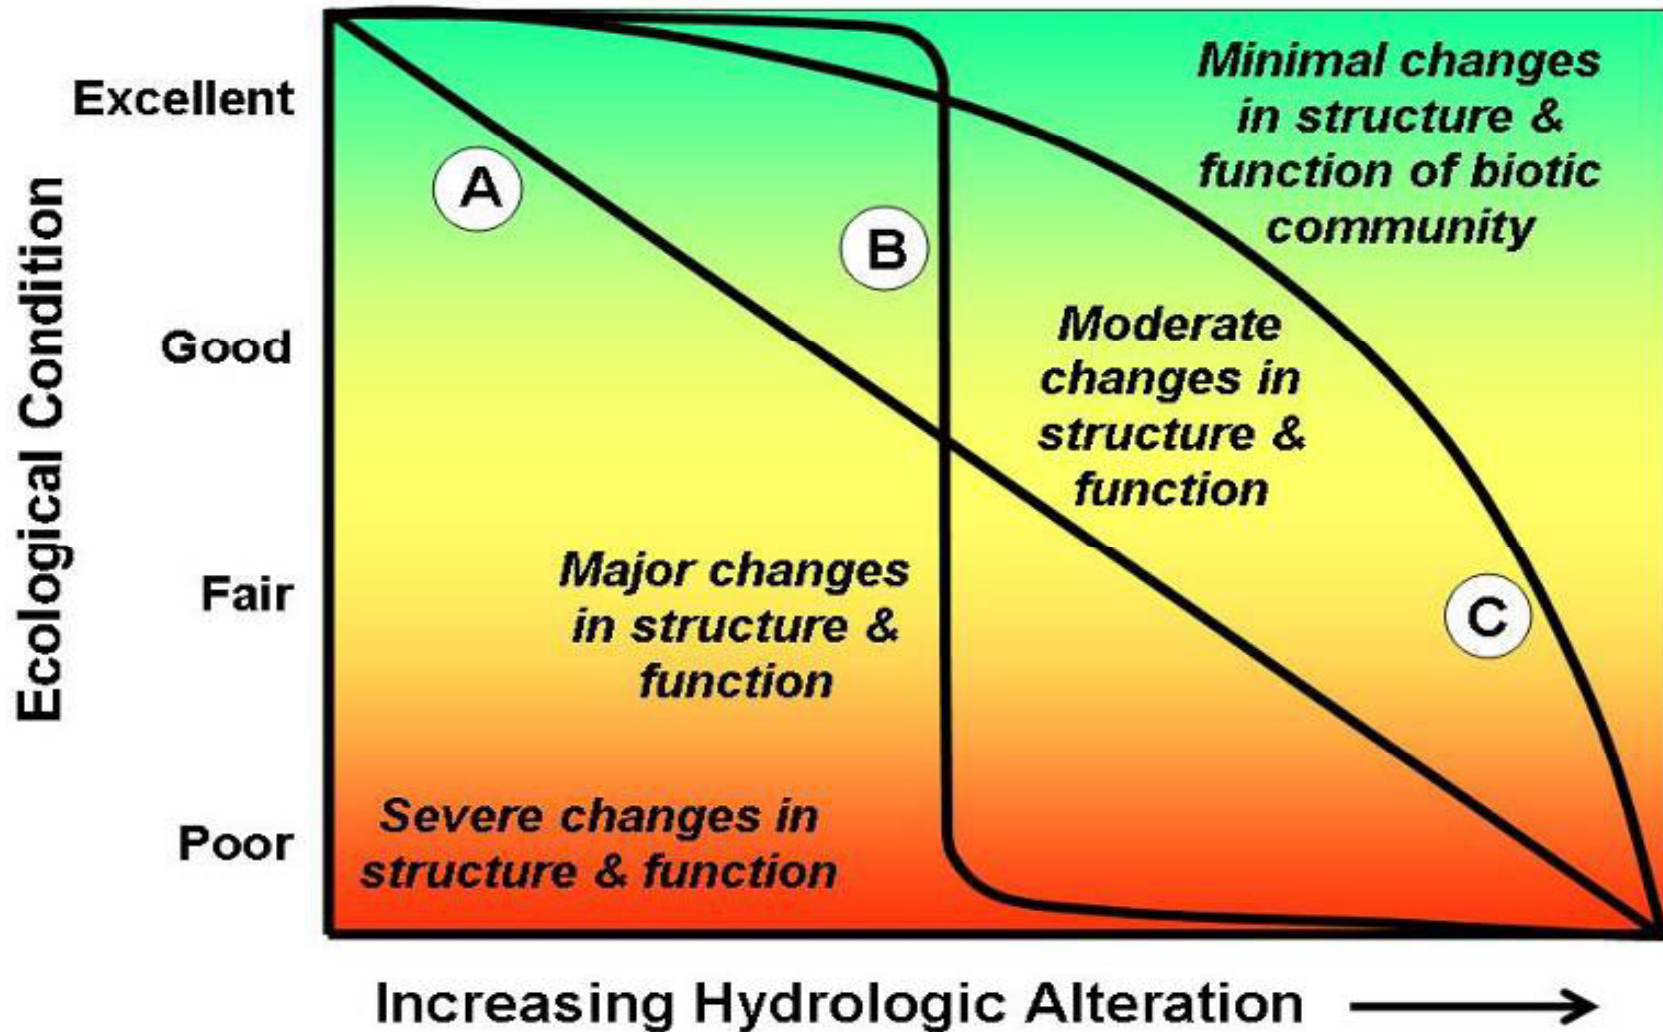 Ecological Condition
Excellent
Good
Fair
Poor
A
B
C
Minimal changes
in structure &
function of biotic
community
Moderate
changes in
structure &
function
Major changes
in structure &
function
Severe changes in
structure & function
Increasing Hydrologic Alteration